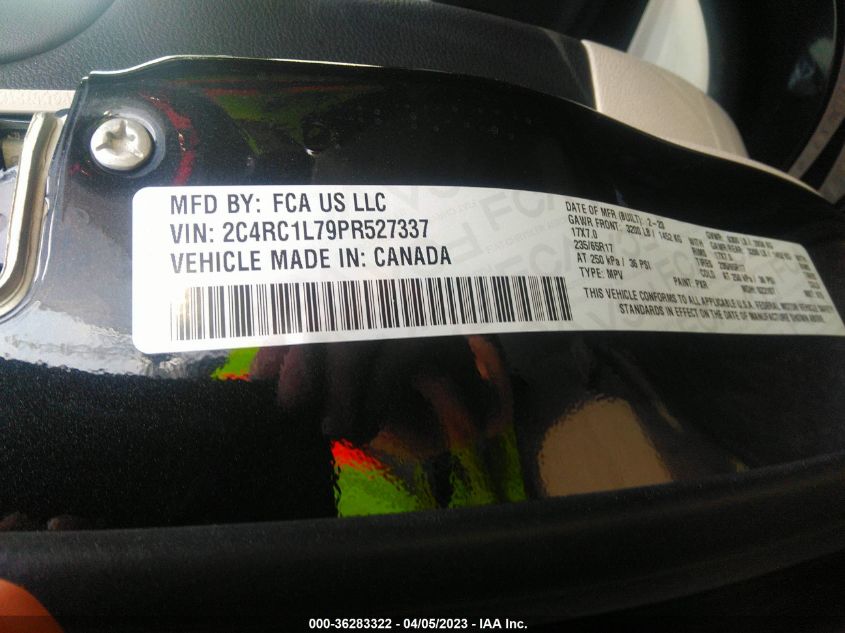 MFD BY: FCA US LLC
VIN: 2C4RC1L79PR527337
VEHICLE MADE IN: CANADA
DATE OF MFR (BUILT): 2-23
GAWR FRONT: 3200 LB / 1452 KG
17X7.0
235/65R17
AT 250 KPa / 36 PSI
TYPE: MPV
PAINT: PXR
THIS VEHICLE CONFORMS TO ALL APPLICABLE U.S.A. FEDERAL MOTOR VEHICLE SAFETY
STANDARDS IN EFFECT ON THE DATE OF MANUFACTURE SHOWN ABOVE.
000-36283322 - 04/05/2023 - IAA Inc.